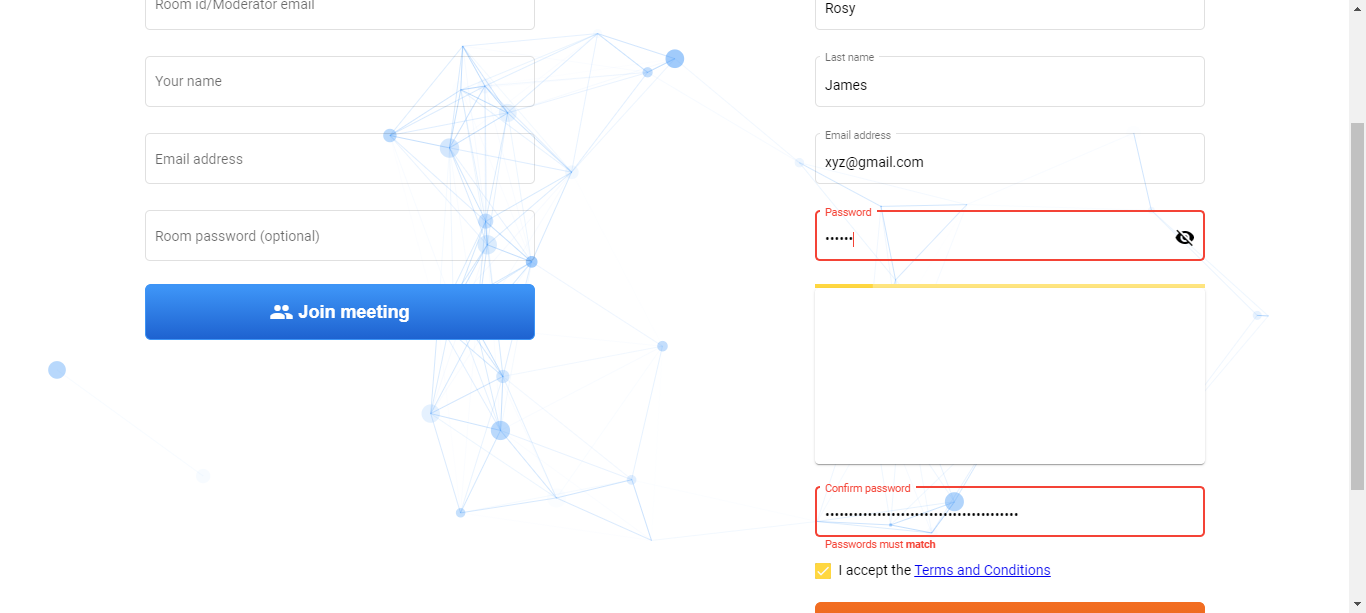 Room id/Moderator email
Your name
Email address
Room password (optional)
Join meeting
Rosy
Last name
James
Email address
xyz@gmail.com
Password
••••••
Confirm password
•••••••••••••••••••••••••••••••••••••••••
Passwords must match
I accept the Terms and Conditions